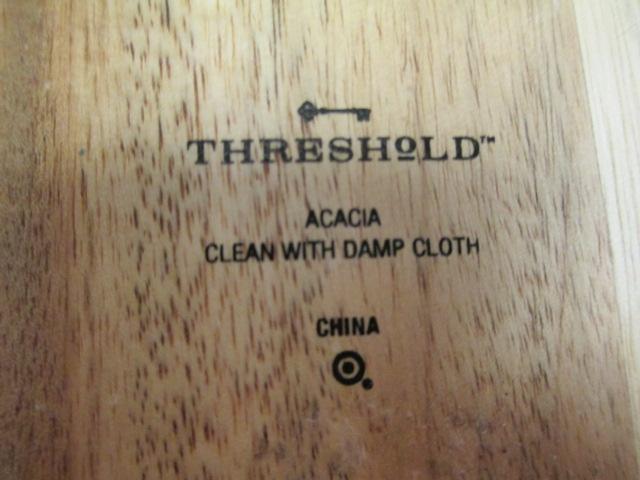 THRESHOLD™
ACACIA
CLEAN WITH DAMP CLOTH
CHINA